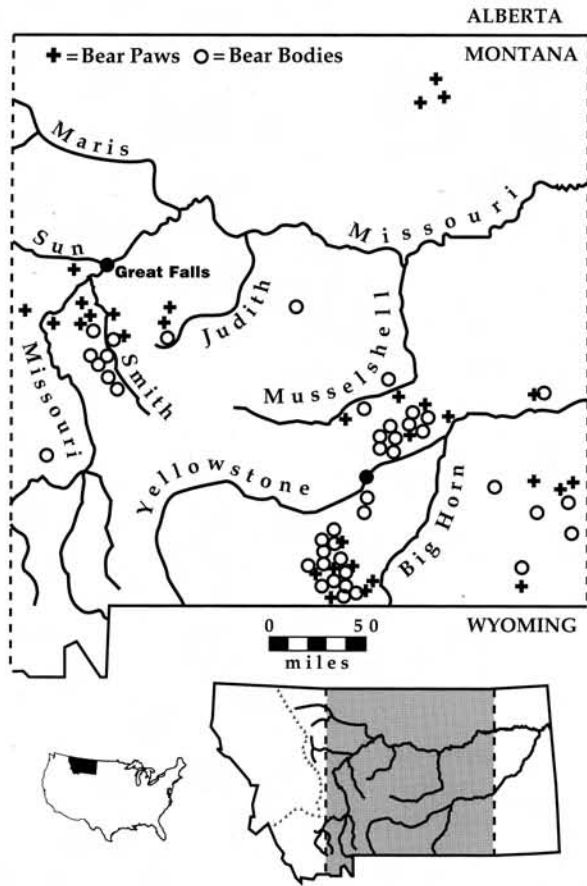 ALBERTA
MONTANA
✚ = Bear Paws  O = Bear Bodies
Maris
Missouri
Sun
Great Falls
Judith
Musselshell
Smith
Missouri
Yellowstone
Big Horn
WYOMING
0 50
miles